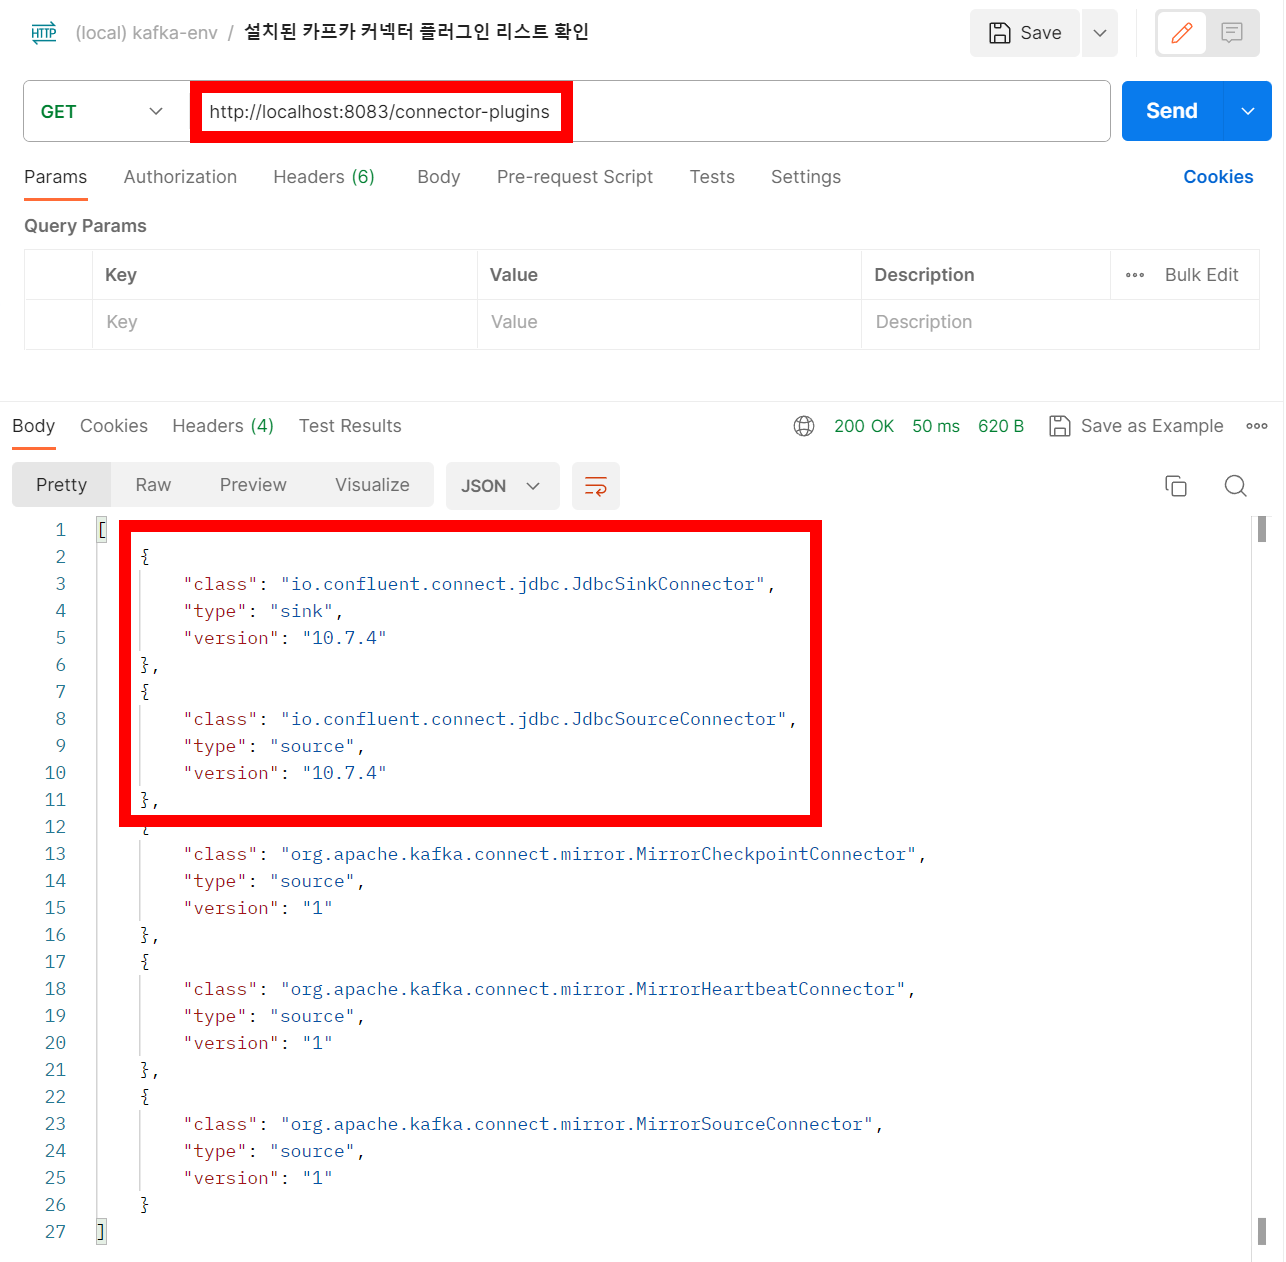 HTTP (local) kafka-env / 설치된 카프카 커넥터 플러그인 리스트 확인 Save
GET http://localhost:8083/connector-plugins Send
Params Authorization Headers (6) Body Pre-request Script Tests Settings Cookies
Query Params
Key Value Description Bulk Edit
Key Value Description
Body Cookies Headers (4) Test Results 200 OK 50 ms 620 B Save as Example
Pretty Raw Preview Visualize JSON
1 [
2 {
3 "class": "io.confluent.connect.jdbc.JdbcSinkConnector",
4 "type": "sink",
5 "version": "10.7.4"
6 },
7 {
8 "class": "io.confluent.connect.jdbc.JdbcSourceConnector",
9 "type": "source",
10 "version": "10.7.4"
11 },
12 {
13 "class": "org.apache.kafka.connect.mirror.MirrorCheckpointConnector",
14 "type": "source",
15 "version": "1"
16 },
17 {
18 "class": "org.apache.kafka.connect.mirror.MirrorHeartbeatConnector",
19 "type": "source",
20 "version": "1"
21 },
22 {
23 "class": "org.apache.kafka.connect.mirror.MirrorSourceConnector",
24 "type": "source",
25 "version": "1"
26 }
27 ]